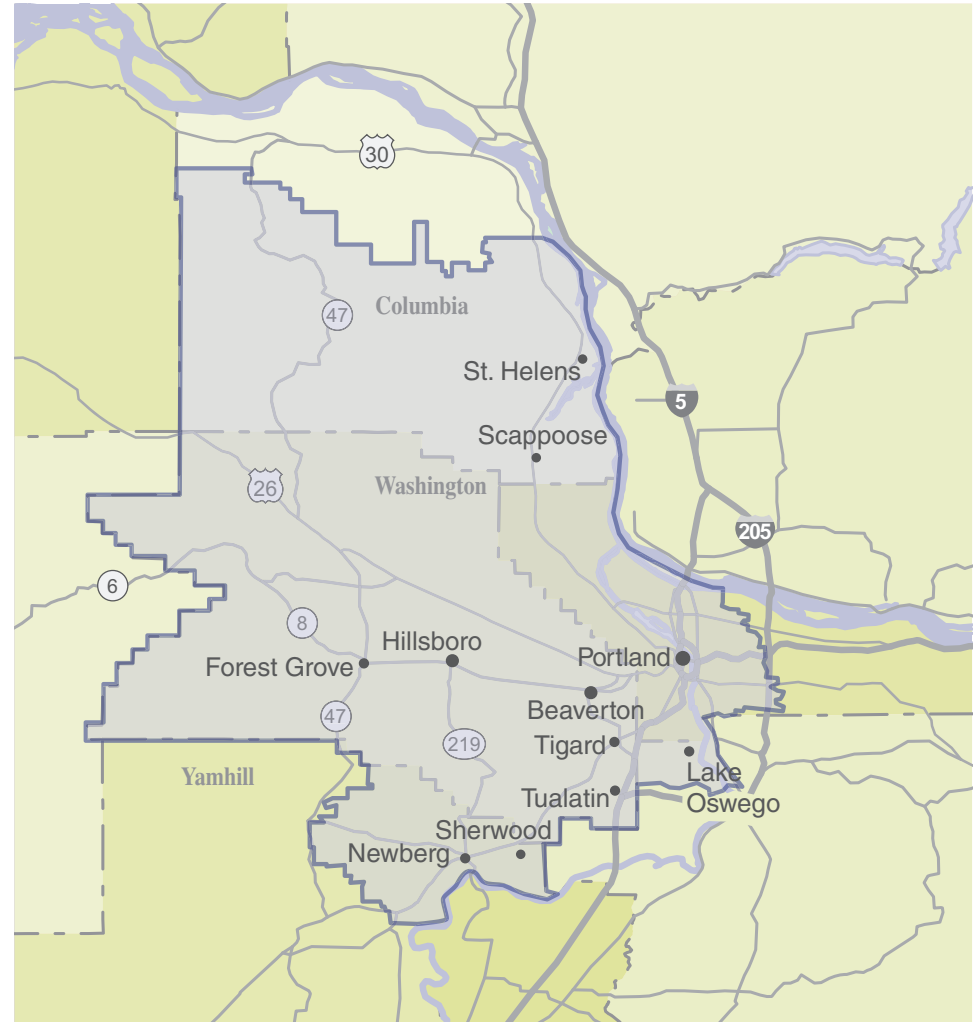 30
Columbia
47
St. Helens
5
Scappoose
26
Washington
205
6
8
Hillsboro
Portland
Forest Grove
Beaverton
47
219
Tigard
Yamhill
Lake
Oswego
Tualatin
Sherwood
Newberg